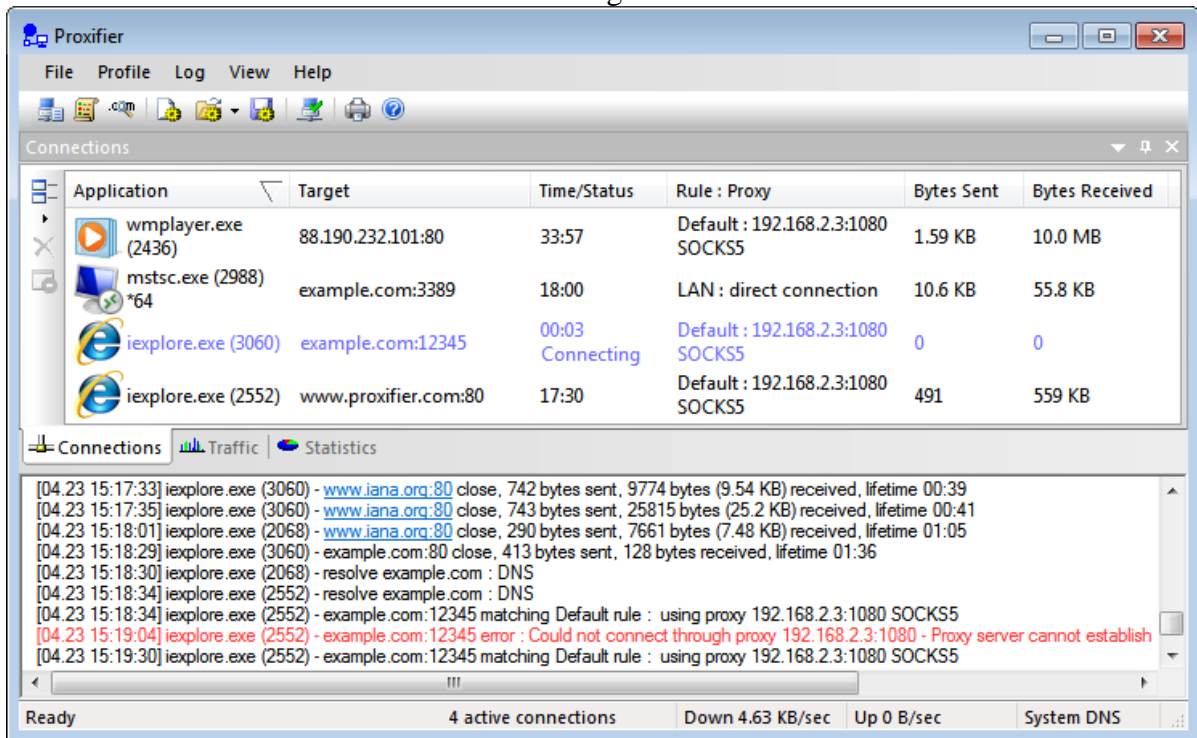 Proxifier
File Profile Log View Help
.com
Connections
Application Target Time/Status Rule : Proxy Bytes Sent Bytes Received
wmplayer.exe (2436) 88.190.232.101:80 33:57 Default : 192.168.2.3:1080 SOCKS5 1.59 KB 10.0 MB
mstsc.exe (2988) *64 example.com:3389 18:00 LAN : direct connection 10.6 KB 55.8 KB
iexplore.exe (3060) example.com:12345 00:03 Connecting Default : 192.168.2.3:1080 SOCKS5 0 0
iexplore.exe (2552) www.proxifier.com:80 17:30 Default : 192.168.2.3:1080 SOCKS5 491 559 KB
Connections Traffic Statistics
[04.23 15:17:33] iexplore.exe (3060) - www.iana.org:80 close, 742 bytes sent, 9774 bytes (9.54 KB) received, lifetime 00:39
[04.23 15:17:35] iexplore.exe (3060) - www.iana.org:80 close, 743 bytes sent, 25815 bytes (25.2 KB) received, lifetime 00:41
[04.23 15:18:01] iexplore.exe (2068) - www.iana.org:80 close, 290 bytes sent, 7661 bytes (7.48 KB) received, lifetime 01:05
[04.23 15:18:29] iexplore.exe (3060) - example.com:80 close, 413 bytes sent, 128 bytes received, lifetime 01:36
[04.23 15:18:30] iexplore.exe (2068) - resolve example.com : DNS
[04.23 15:18:34] iexplore.exe (2552) - resolve example.com : DNS
[04.23 15:18:34] iexplore.exe (2552) - example.com:12345 matching Default rule : using proxy 192.168.2.3:1080 SOCKS5
[04.23 15:19:04] iexplore.exe (2552) - example.com:12345 error : Could not connect through proxy 192.168.2.3:1080 - Proxy server cannot establish
[04.23 15:19:30] iexplore.exe (2552) - example.com:12345 matching Default rule : using proxy 192.168.2.3:1080 SOCKS5
Ready 4 active connections Down 4.63 KB/sec Up 0 B/sec System DNS